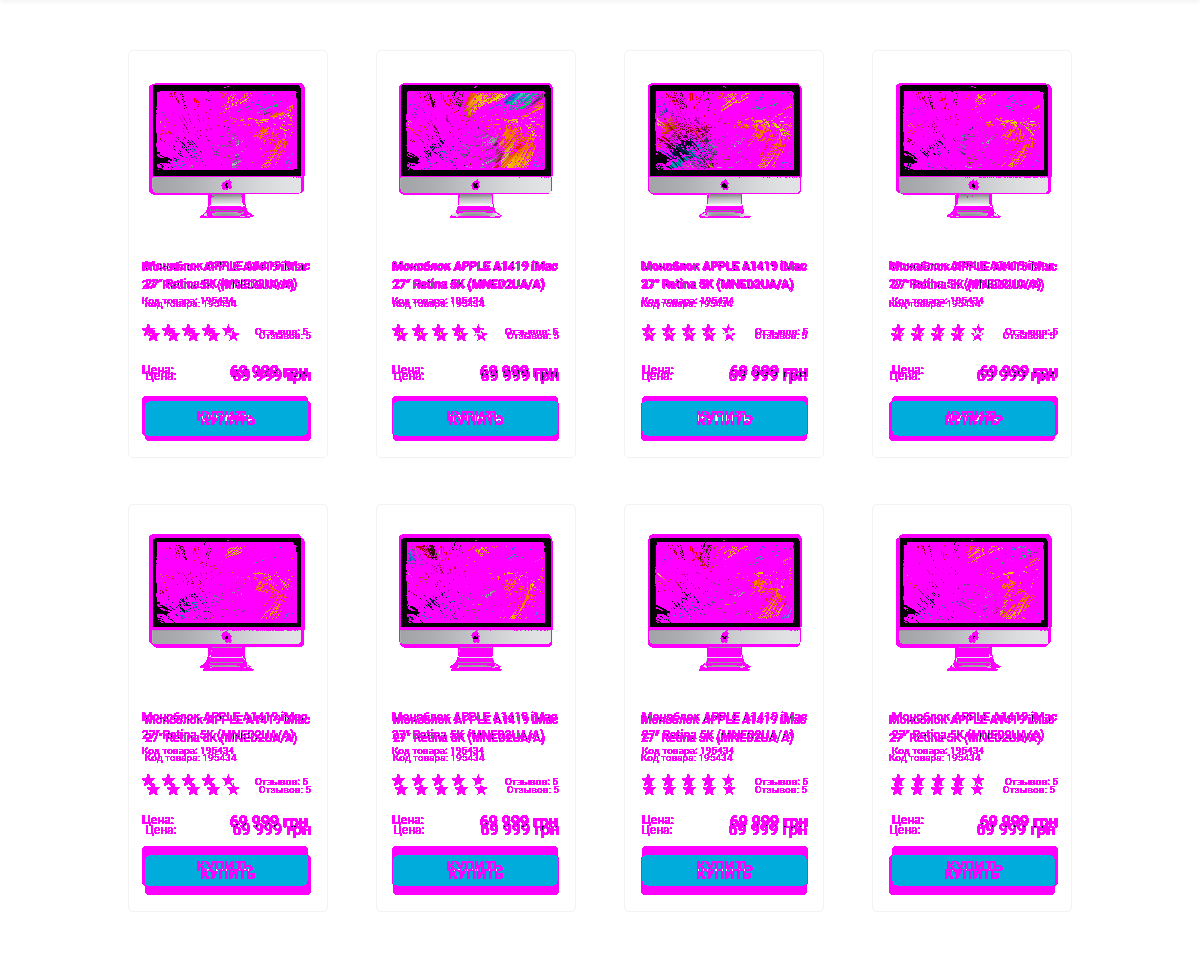 Моноблок APPLE A1419 iMac
Моноблок APPLE A1419 iMac
Моноблок APPLE A1419 iMac
Моноблок APPLE A1419 iMac
27" Retina 5K (MNED2UA/A)
27" Retina 5K (MNED2UA/A)
27" Retina 5K (MNED2UA/A)
27" Retina 5K (MNED2UA/A)
Код товара: 195434
Код товара: 195434
Код товара: 195434
Код товара: 195434
Отзывов: 5
Отзывов: 5
Отзывов: 5
Отзывов: 5
Цена: 69 999 грн
Цена: 69 999 грн
Цена: 69 999 грн
Цена: 69 999 грн
КУПИТЬ
КУПИТЬ
КУПИТЬ
КУПИТЬ
Моноблок APPLE A1419 iMac
Моноблок APPLE A1419 iMac
Моноблок APPLE A1419 iMac
Моноблок APPLE A1419 iMac
27" Retina 5K (MNED2UA/A)
27" Retina 5K (MNED2UA/A)
27" Retina 5K (MNED2UA/A)
27" Retina 5K (MNED2UA/A)
Код товара: 195434
Код товара: 195434
Код товара: 195434
Код товара: 195434
Отзывов: 5
Отзывов: 5
Отзывов: 5
Отзывов: 5
Цена: 69 999 грн
Цена: 69 999 грн
Цена: 69 999 грн
Цена: 69 999 грн
КУПИТЬ
КУПИТЬ
КУПИТЬ
КУПИТЬ